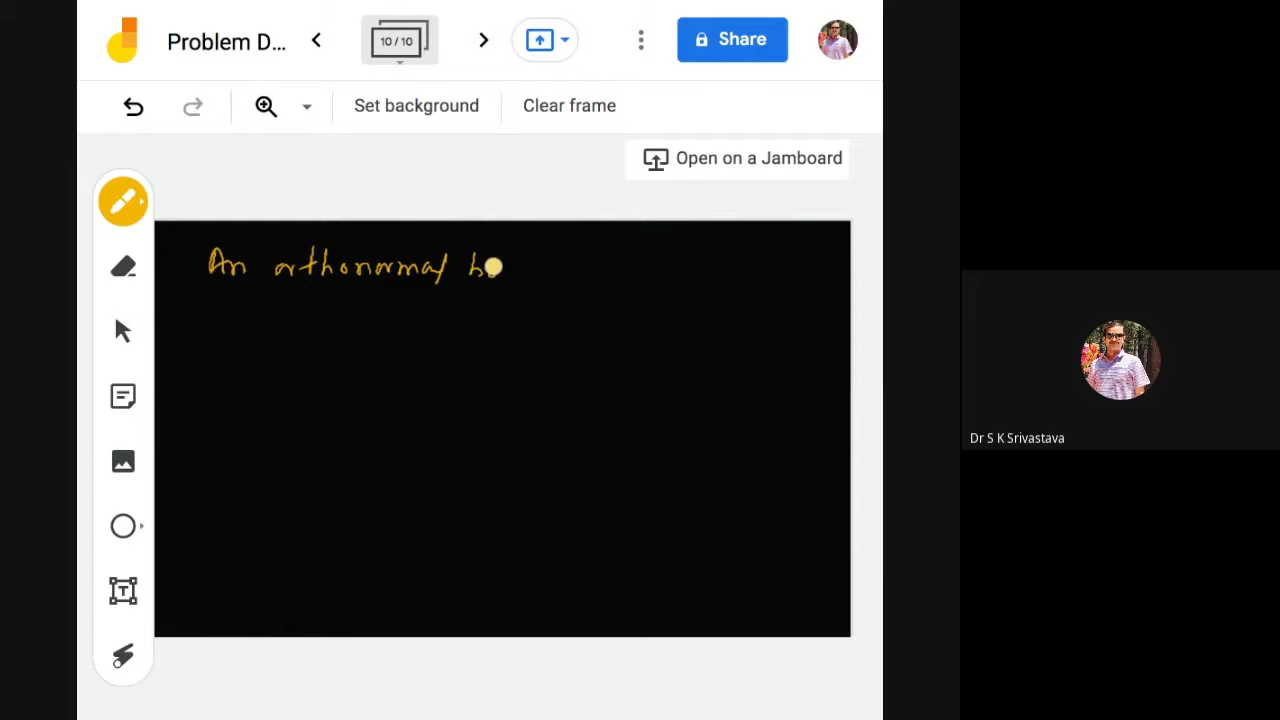 Problem D...
10 / 10
Share
Set background
Clear frame
Open on a Jamboard
An orthonormal b
T
Dr S K Srivastava